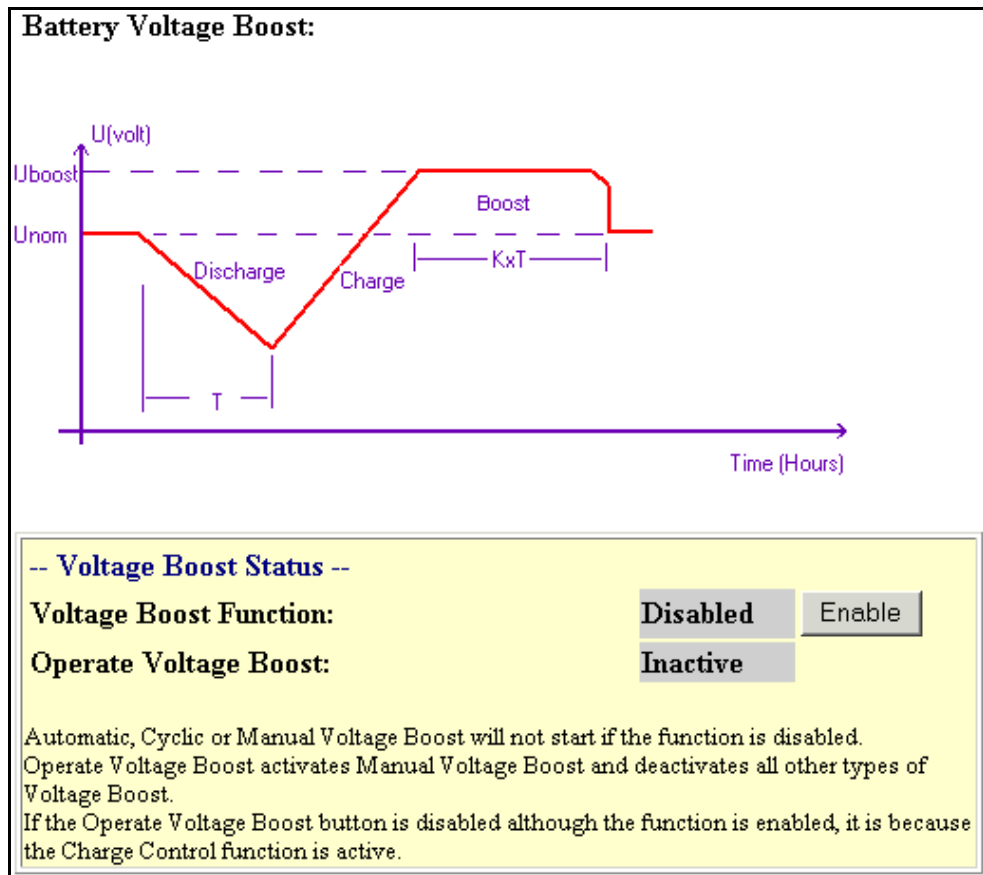 Battery Voltage Boost:
U(volt)
Uboost
Boost
Unom
KxT
Discharge
Charge
T
Time (Hours)
-- Voltage Boost Status --
Voltage Boost Function: Disabled Enable
Operate Voltage Boost: Inactive
Automatic, Cyclic or Manual Voltage Boost will not start if the function is disabled.
Operate Voltage Boost activates Manual Voltage Boost and deactivates all other types of
Voltage Boost.
If the Operate Voltage Boost button is disabled although the function is enabled, it is because
the Charge Control function is active.